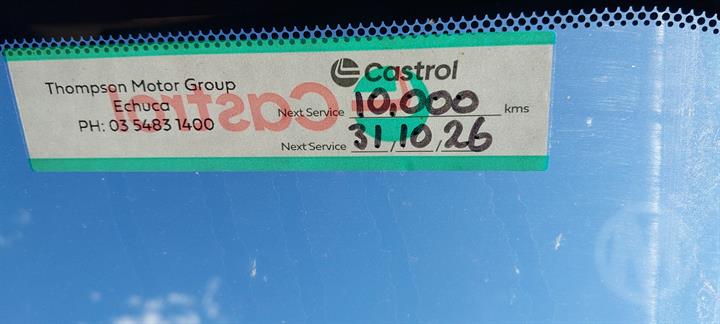 Thompson Motor Group
Echuca
PH: 03 5483 1400
Castrol
Next Service 10,000 kms
Next Service 31/10/26
Castrol